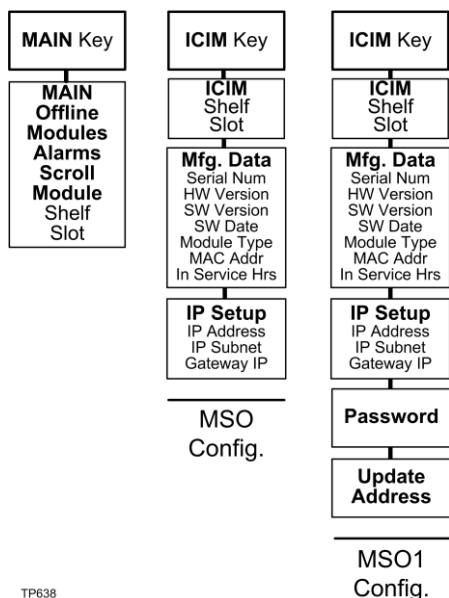 MAIN Key
MAIN
Offline
Modules
Alarms
Scroll
Module
Shelf
Slot
ICIM Key
ICIM
Shelf
Slot
Mfg. Data
Serial Num
HW Version
SW Version
SW Date
Module Type
MAC Addr
In Service Hrs
IP Setup
IP Address
IP Subnet
Gateway IP
MSO
Config.
ICIM Key
ICIM
Shelf
Slot
Mfg. Data
Serial Num
HW Version
SW Version
SW Date
Module Type
MAC Addr
In Service Hrs
IP Setup
IP Address
IP Subnet
Gateway IP
Password
Update
Address
MSO1
Config.
TP638